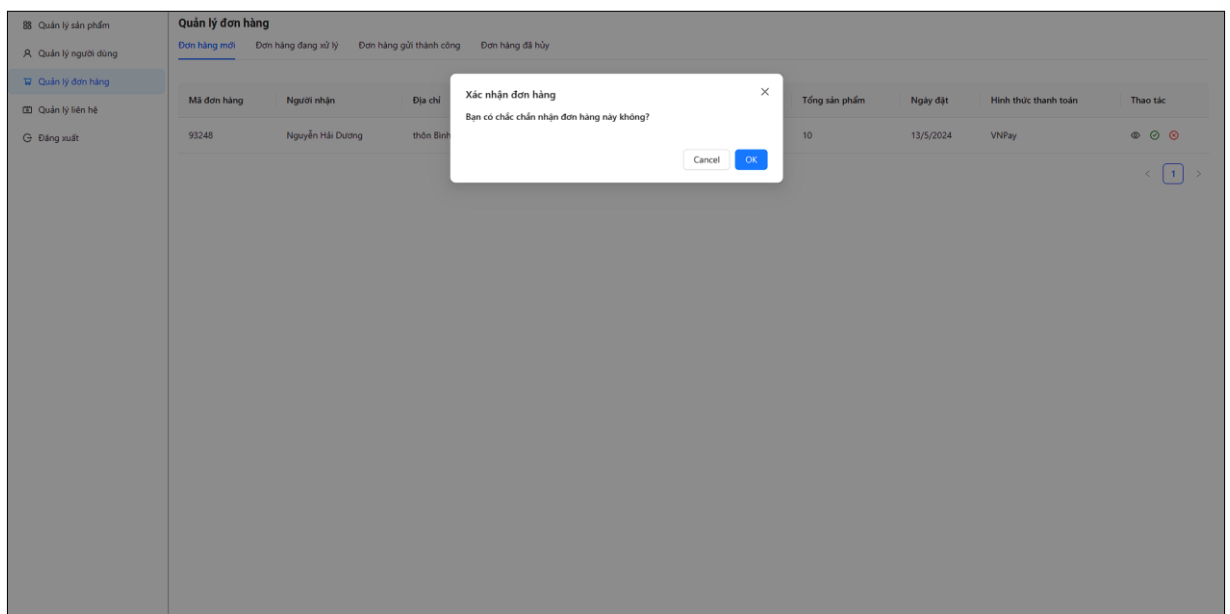 Quản lý sản phẩm
Quản lý người dùng
Quản lý đơn hàng
Quản lý liên hệ
Đăng xuất
Quản lý đơn hàng
Đơn hàng mới Đơn hàng đang xử lý Đơn hàng gửi thành công Đơn hàng đã hủy
Xác nhận đơn hàng
Bạn có chắc chắn nhận đơn hàng này không?
Cancel OK
Mã đơn hàng Người nhận Địa chỉ Tổng sản phẩm Ngày đặt Hình thức thanh toán Thao tác
93248 Nguyễn Hải Dương thôn Bình 10 13/5/2024 VNPay
< 1 >